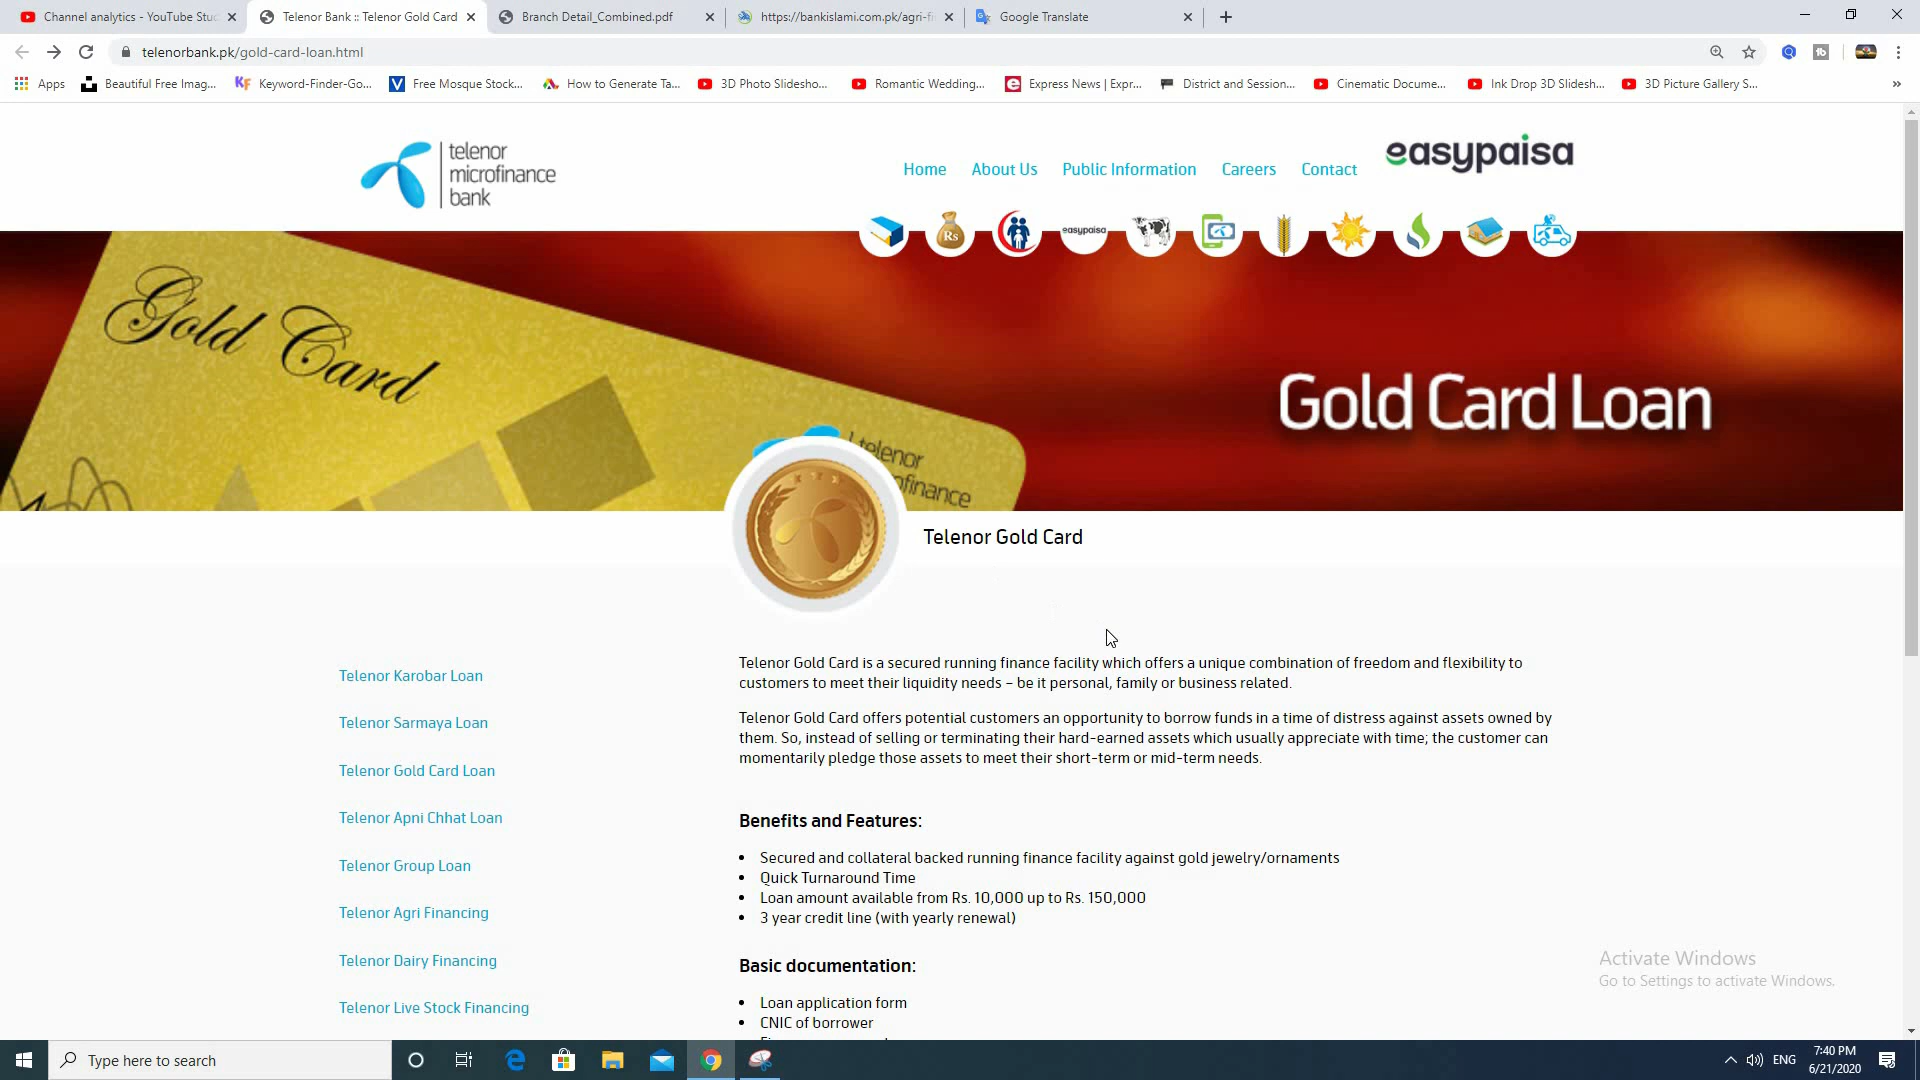 Channel analytics - YouTube Stud
Telenor Bank :: Telenor Gold Card
Branch Detail_Combined.pdf
https://bankislami.com.pk/agri-fi
Google Translate
telenorbank.pk/gold-card-loan.html
Apps
Beautiful Free Imag...
Keyword-Finder-Go...
Free Mosque Stock...
How to Generate Ta...
3D Photo Slidesho...
Romantic Wedding...
Express News | Expr...
District and Session...
Cinematic Docume...
Ink Drop 3D Slidesh...
3D Picture Gallery S...
telenor
microfinance
bank
Home
About Us
Public Information
Careers
Contact
easypaisa
Rs
easypaisa
Gold Card
telenor
Gold Card Loan
Telenor Gold Card
Telenor Karobar Loan
Telenor Sarmaya Loan
Telenor Gold Card Loan
Telenor Apni Chhat Loan
Telenor Group Loan
Telenor Agri Financing
Telenor Dairy Financing
Telenor Live Stock Financing
Telenor Gold Card is a secured running finance facility which offers a unique combination of freedom and flexibility to
customers to meet their liquidity needs – be it personal, family or business related.
Telenor Gold Card offers potential customers an opportunity to borrow funds in a time of distress against assets owned by
them. So, instead of selling or terminating their hard-earned assets which usually appreciate with time; the customer can
momentarily pledge those assets to meet their short-term or mid-term needs.
Benefits and Features:
• Secured and collateral backed running finance facility against gold jewelry/ornaments
• Quick Turnaround Time
• Loan amount available from Rs. 10,000 up to Rs. 150,000
• 3 year credit line (with yearly renewal)
Basic documentation:
• Loan application form
• CNIC of borrower
Activate Windows
Go to Settings to activate Windows.
Type here to search
ENG
7:40 PM
6/21/2020